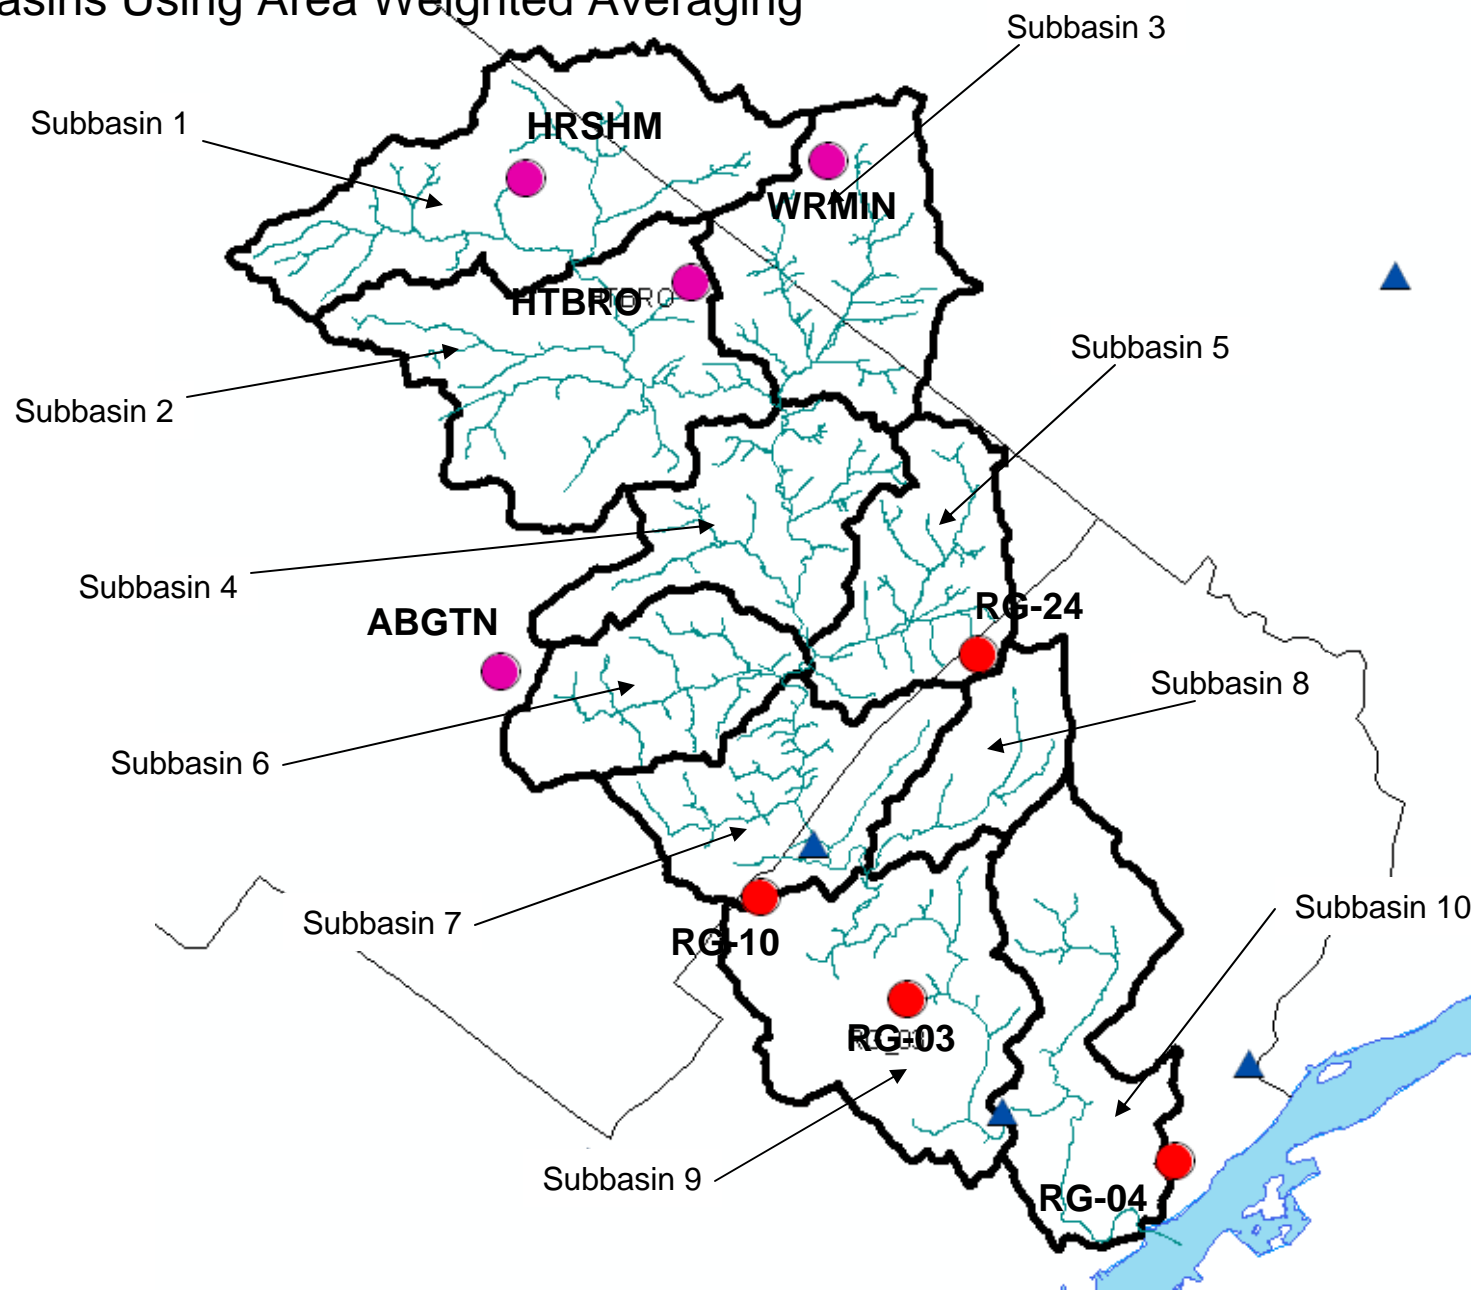 asins Using Area Weighted Averaging
Subbasin 3
Subbasin 1
HRSHM
WRMIN
HTBRO
Subbasin 5
Subbasin 2
Subbasin 4
ABGTN
RG-24
Subbasin 8
Subbasin 6
Subbasin 7
Subbasin 10
RG-10
RG-03
Subbasin 9
RG-04